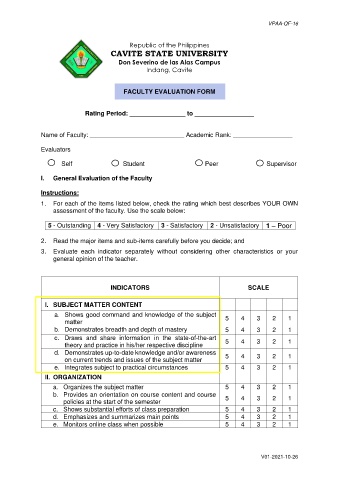 VPAA-QF-16
Republic of the Philippines
CAVITE STATE UNIVERSITY
Don Severino de las Alas Campus
Indang, Cavite
FACULTY EVALUATION FORM
Rating Period: ________________ to _________________
Name of Faculty: ____________________________ Academic Rank: __________________
Evaluators
Self Student Peer Supervisor
I. General Evaluation of the Faculty
Instructions:
1. For each of the items listed below, check the rating which best describes YOUR OWN
assessment of the faculty. Use the scale below:
5 - Outstanding 4 - Very Satisfactory 3 - Satisfactory 2 - Unsatisfactory 1 – Poor
2. Read the major items and sub-items carefully before you decide; and
3. Evaluate each indicator separately without considering other characteristics or your
general opinion of the teacher.
INDICATORS SCALE
I. SUBJECT MATTER CONTENT
a. Shows good command and knowledge of the subject
matter 5 4 3 2 1
b. Demonstrates breadth and depth of mastery 5 4 3 2 1
c. Draws and share information in the state-of-the-art
theory and practice in his/her respective discipline 5 4 3 2 1
d. Demonstrates up-to-date knowledge and/or awareness
on current trends and issues of the subject matter 5 4 3 2 1
e. Integrates subject to practical circumstances 5 4 3 2 1
II. ORGANIZATION
a. Organizes the subject matter 5 4 3 2 1
b. Provides an orientation on course content and course
policies at the start of the semester 5 4 3 2 1
c. Shows substantial efforts of class preparation 5 4 3 2 1
d. Emphasizes and summarizes main points 5 4 3 2 1
e. Monitors online class when possible 5 4 3 2 1
V01-2021-10-26